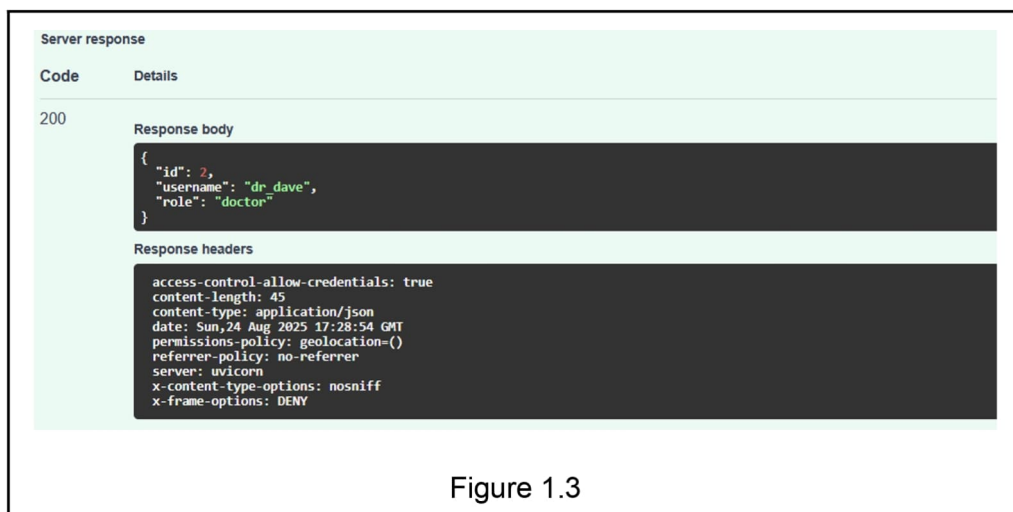 Server response
Code Details
200
Response body
{
"id": 2,
"username": "dr_dave",
"role": "doctor"
}
Response headers
access-control-allow-credentials: true
content-length: 45
content-type: application/json
date: Sun,24 Aug 2025 17:28:54 GMT
permissions-policy: geolocation=()
referrer-policy: no-referrer
server: uvicorn
x-content-type-options: nosniff
x-frame-options: DENY
Figure 1.3